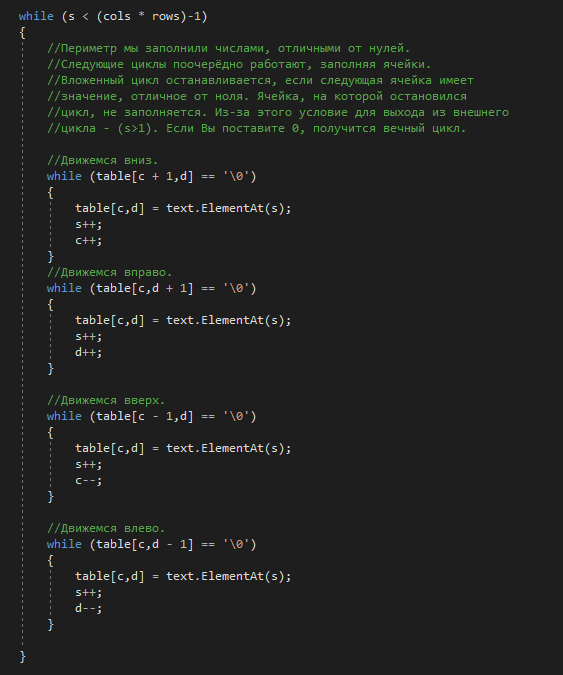 while (s < (cols * rows)-1)
{
//Периметр мы заполнили числами, отличными от нулей.
//Следующие циклы поочерёдно работают, заполняя ячейки.
//Вложенный цикл останавливается, если следующая ячейка имеет
//значение, отличное от ноля. Ячейка, на которой остановился
//цикл, не заполняется. Из-за этого условие для выхода из внешнего
//цикла - (s>1). Если Вы поставите 0, получится вечный цикл.
//Движемся вниз.
while (table[c + 1,d] == '\0')
{
table[c,d] = text.ElementAt(s);
s++;
c++;
}
//Движемся вправо.
while (table[c,d + 1] == '\0')
{
table[c,d] = text.ElementAt(s);
s++;
d++;
}
//Движемся вверх.
while (table[c - 1,d] == '\0')
{
table[c,d] = text.ElementAt(s);
s++;
c--;
}
//Движемся влево.
while (table[c,d - 1] == '\0')
{
table[c,d] = text.ElementAt(s);
s++;
d--;
}
}